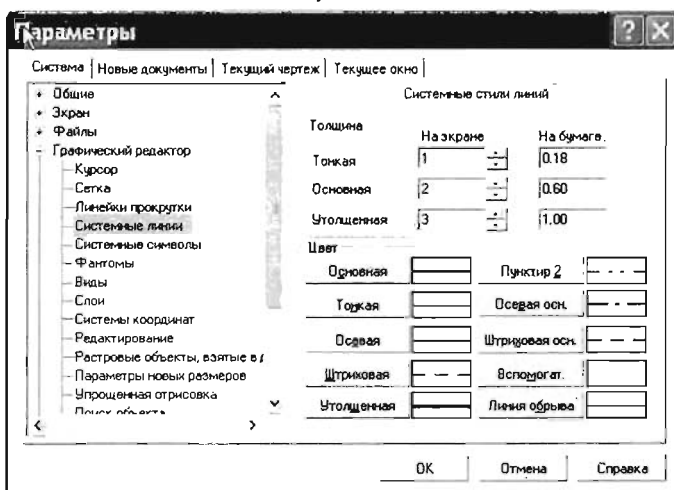 Параметры
Система Новые документы Текущий чертеж Текущее окно
Общие
Экран
Файлы
Графический редактор
Курсор
Сетка
Линейки прокрутки
Системные линии
Системные символы
Фантомы
Виды
Слои
Системы координат
Редактирование
Растровые объекты, взятые в д
Параметры новых размеров
Упрощенная отрисовка
Поиск объекта
Системные стили линий
Толщина На экране На бумаге.
Тонкая 1 0.18
Основная 2 0.60
Утолщенная 3 1.00
Цвет
Основная Пунктир 2
Тонкая Осевая осн.
Осевая Штриховая осн.
Штриховая Вспомогат.
Утолщенная Линия обрыва
OK Отмена Справка